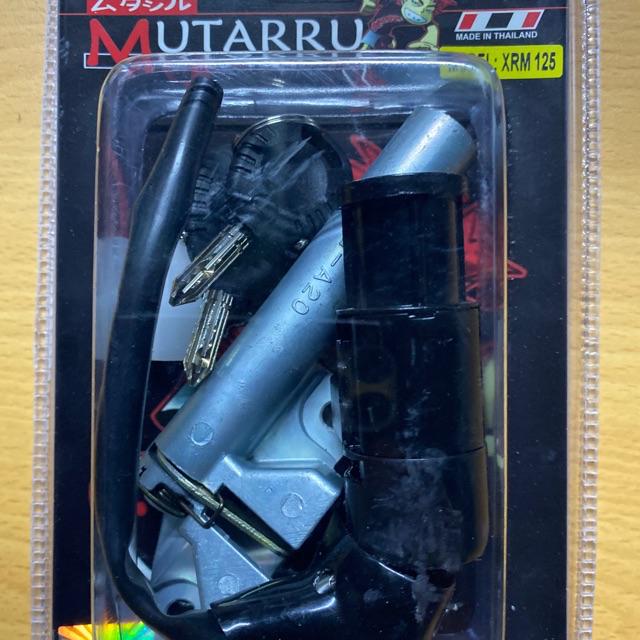 ムタシル
MUTARRU
MADE IN THAILAND
: XRM 125
-A20